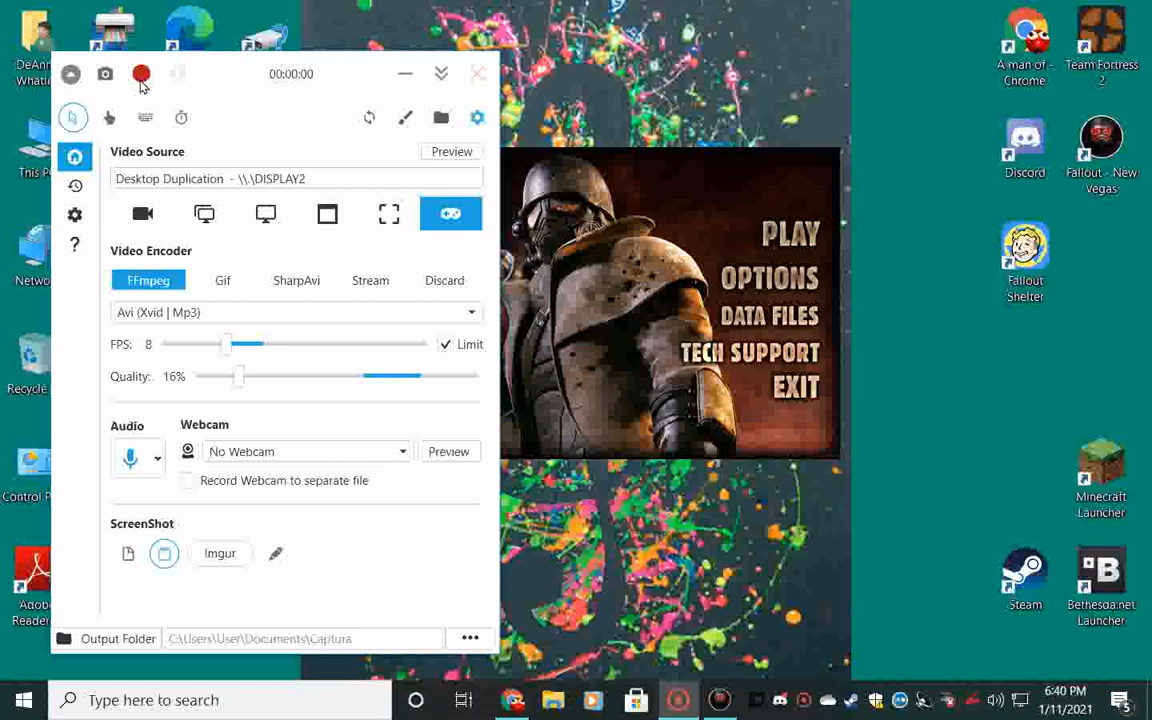 DeAnn
Whatle
This P
Netwo
Recycle
Control P
Adob
Reader
00:00:00
Video Source
Preview
Desktop Duplication - \\.\DISPLAY2
Video Encoder
FFmpeg Gif SharpAvi Stream Discard
Avi (Xvid | Mp3)
FPS: 8 Limit
Quality: 16%
Audio Webcam
No Webcam Preview
Record Webcam to separate file
ScreenShot
Imgur
Output Folder C:\Users\User\Documents\Captura
PLAY
OPTIONS
DATA FILES
TECH SUPPORT
EXIT
A man of -
Chrome
Team Fortress
2
Discord
Fallout - New
Vegas
Fallout
Shelter
Minecraft
Launcher
Steam
Bethesda.net
Launcher
Type here to search
6:40 PM
1/11/2021
5